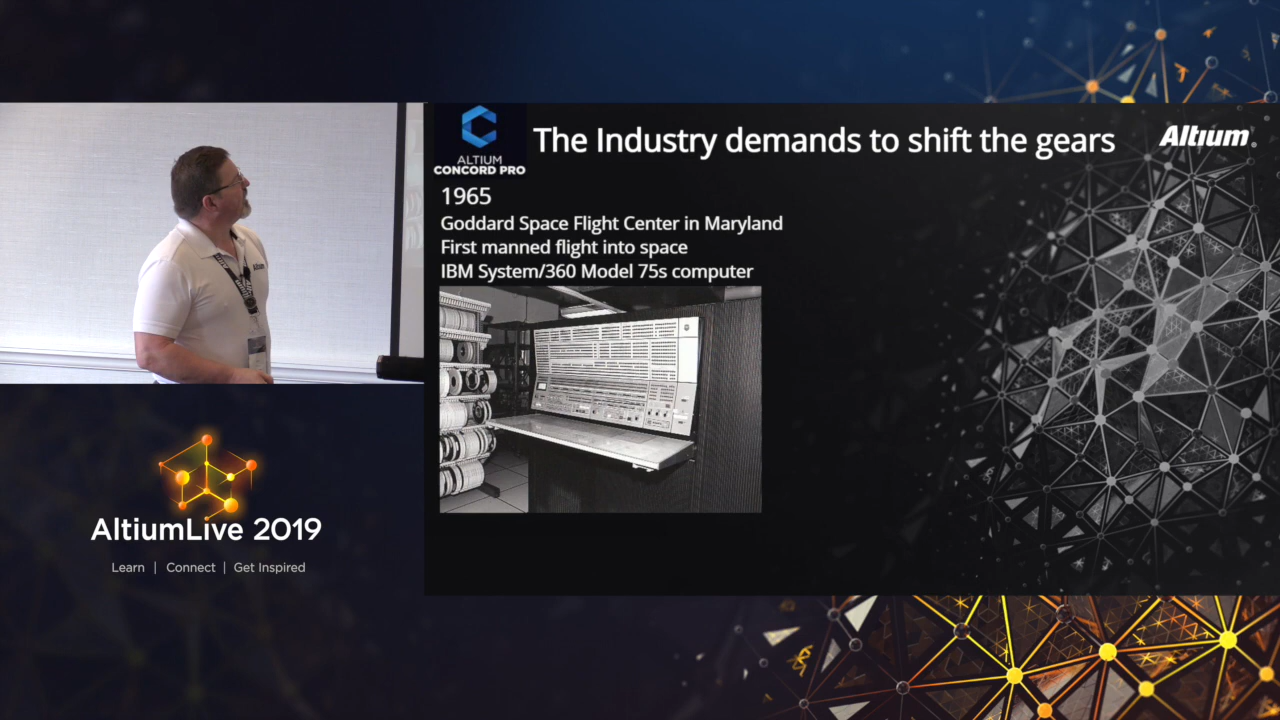 ALTIUM
CONCORD PRO
The Industry demands to shift the gears
Altium
1965
Goddard Space Flight Center in Maryland
First manned flight into space
IBM System/360 Model 75s computer
Altium
AltiumLive 2019
Learn | Connect | Get Inspired